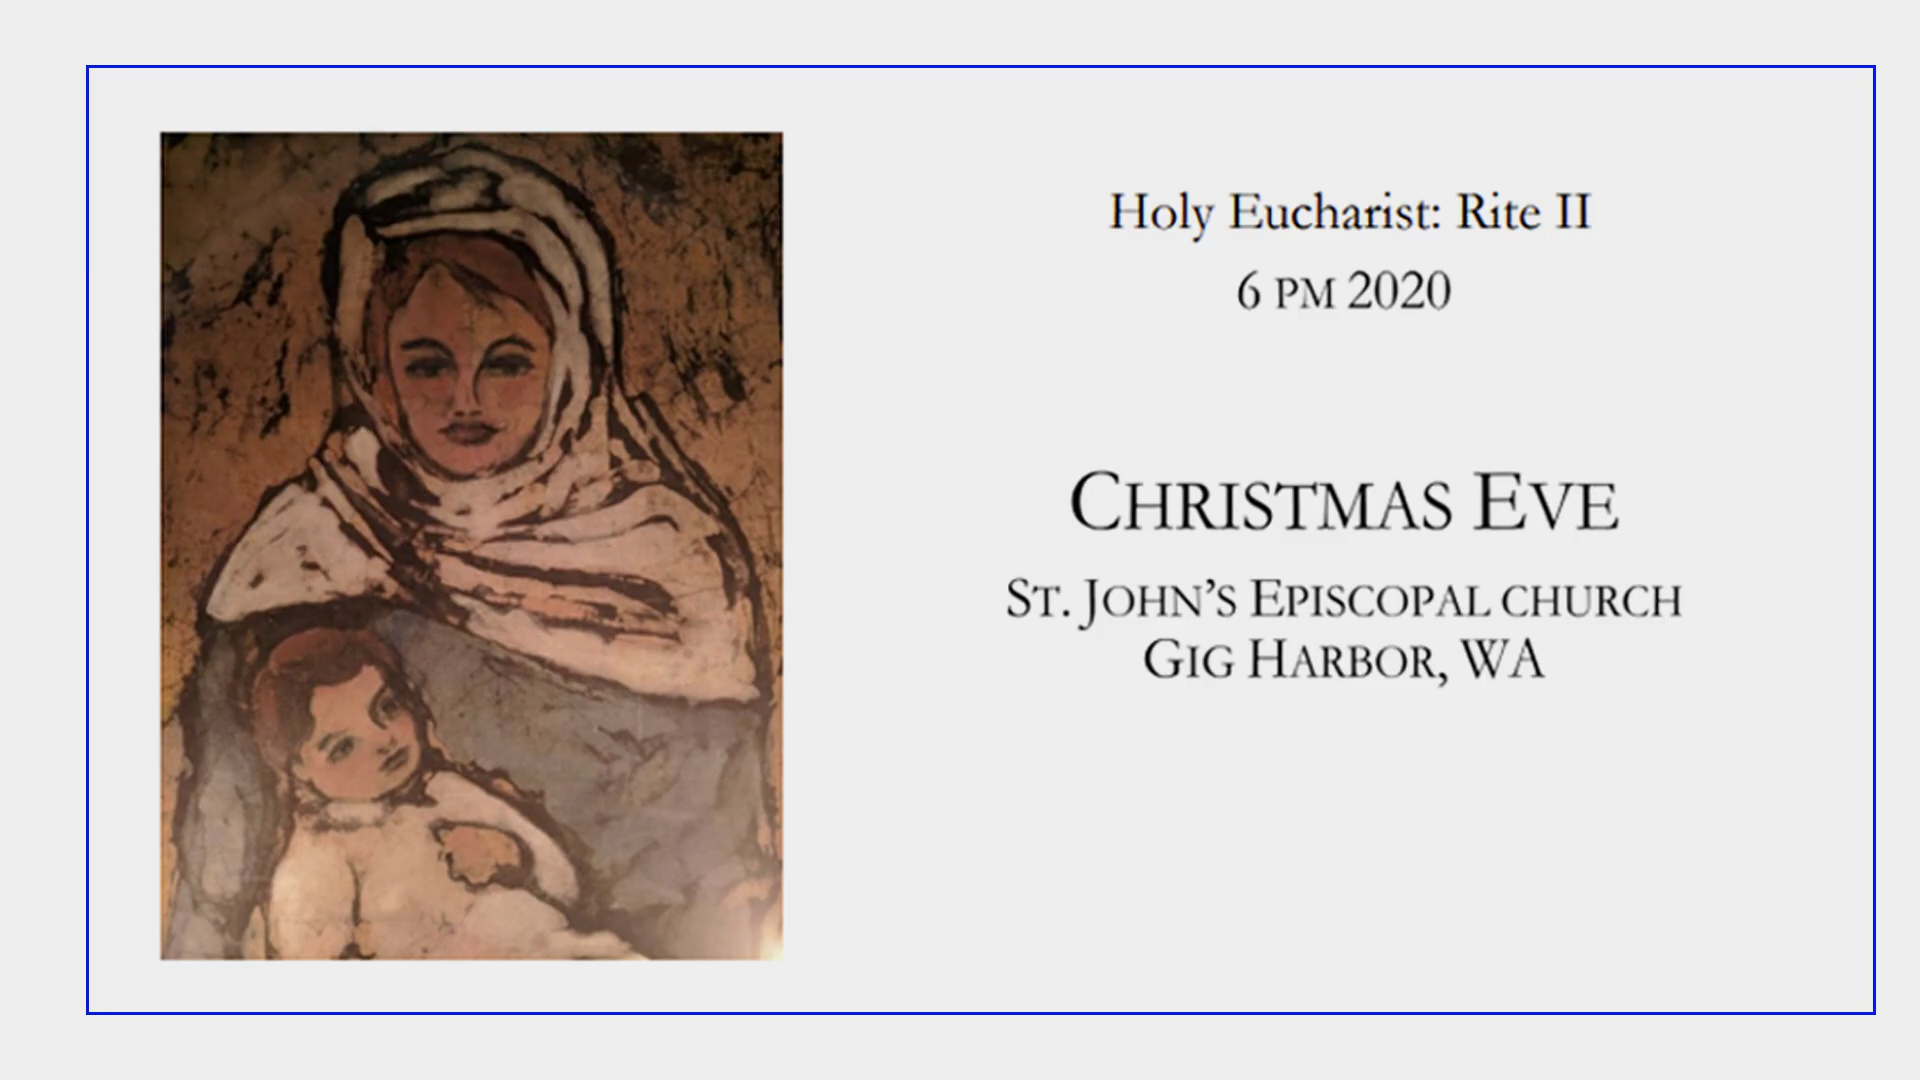 Holy Eucharist: Rite II
6 PM 2020
CHRISTMAS EVE
ST. JOHN’S EPISCOPAL CHURCH
GIG HARBOR, WA